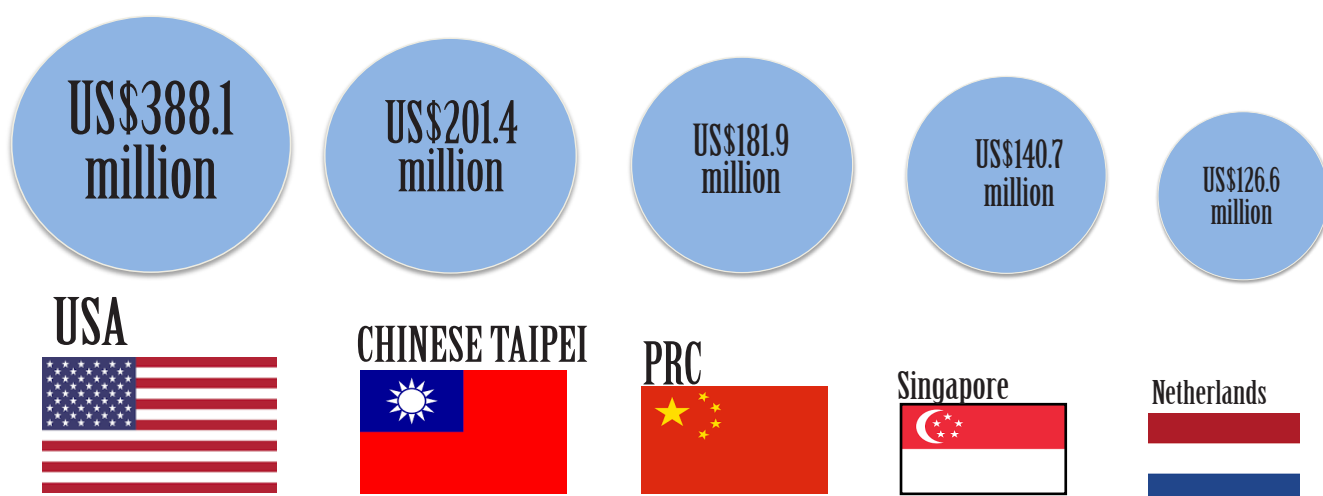 US$388.1
million
US$201.4
million
US$181.9
million
US$140.7
million
US$126.6
million
USA
CHINESE TAIPEI
PRC
Singapore
Netherlands